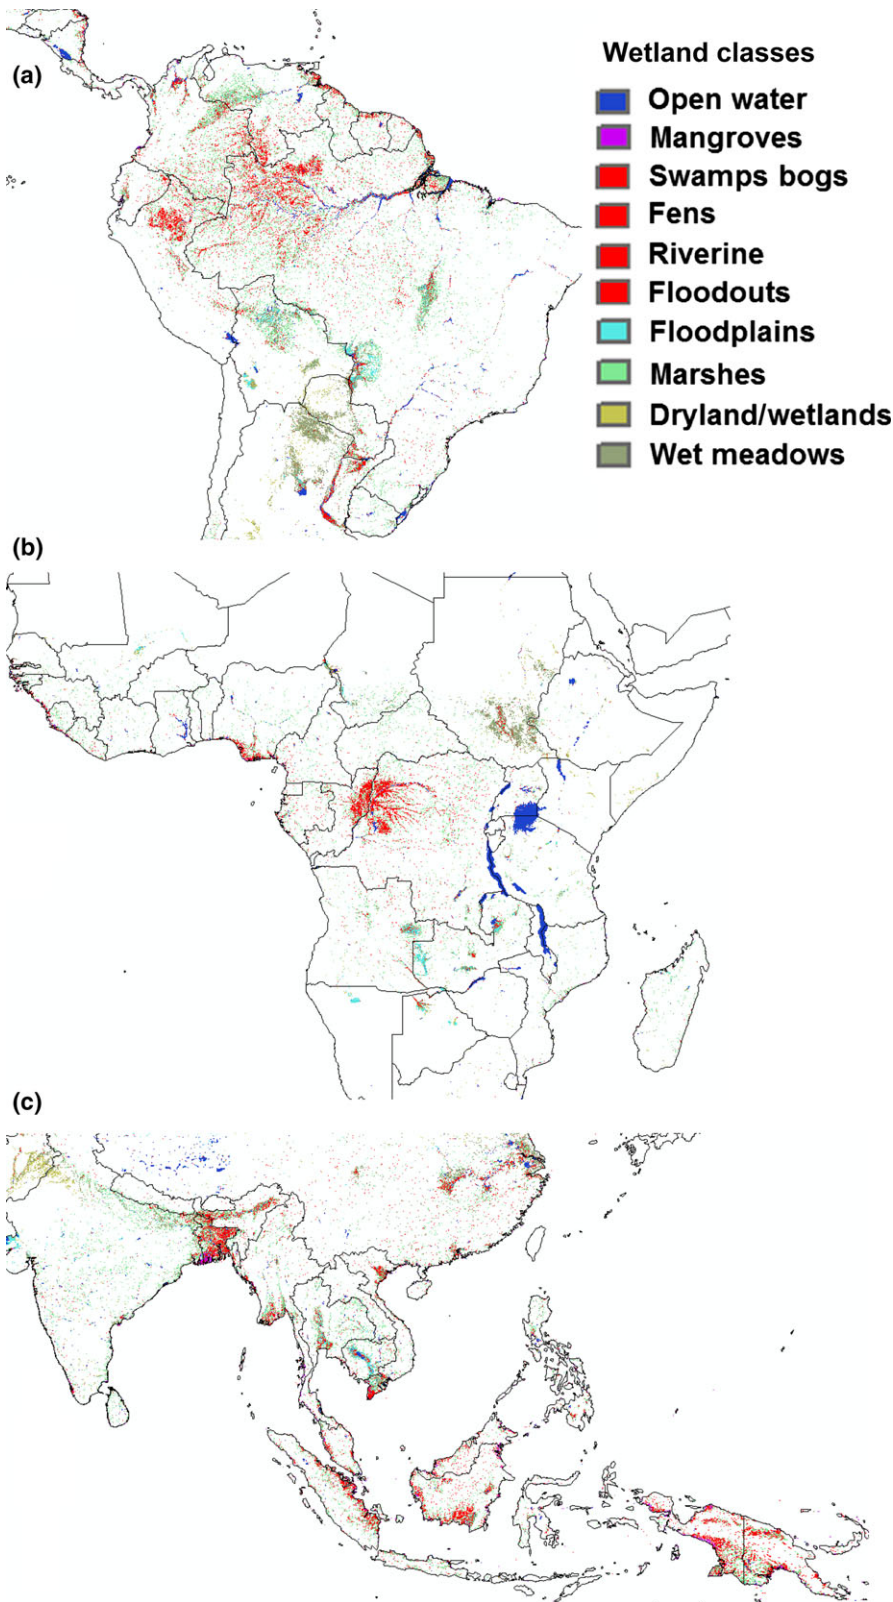 (a)
Wetland classes
Open water
Mangroves
Swamps bogs
Fens
Riverine
Floodouts
Floodplains
Marshes
Dryland/wetlands
Wet meadows
(b)
(c)